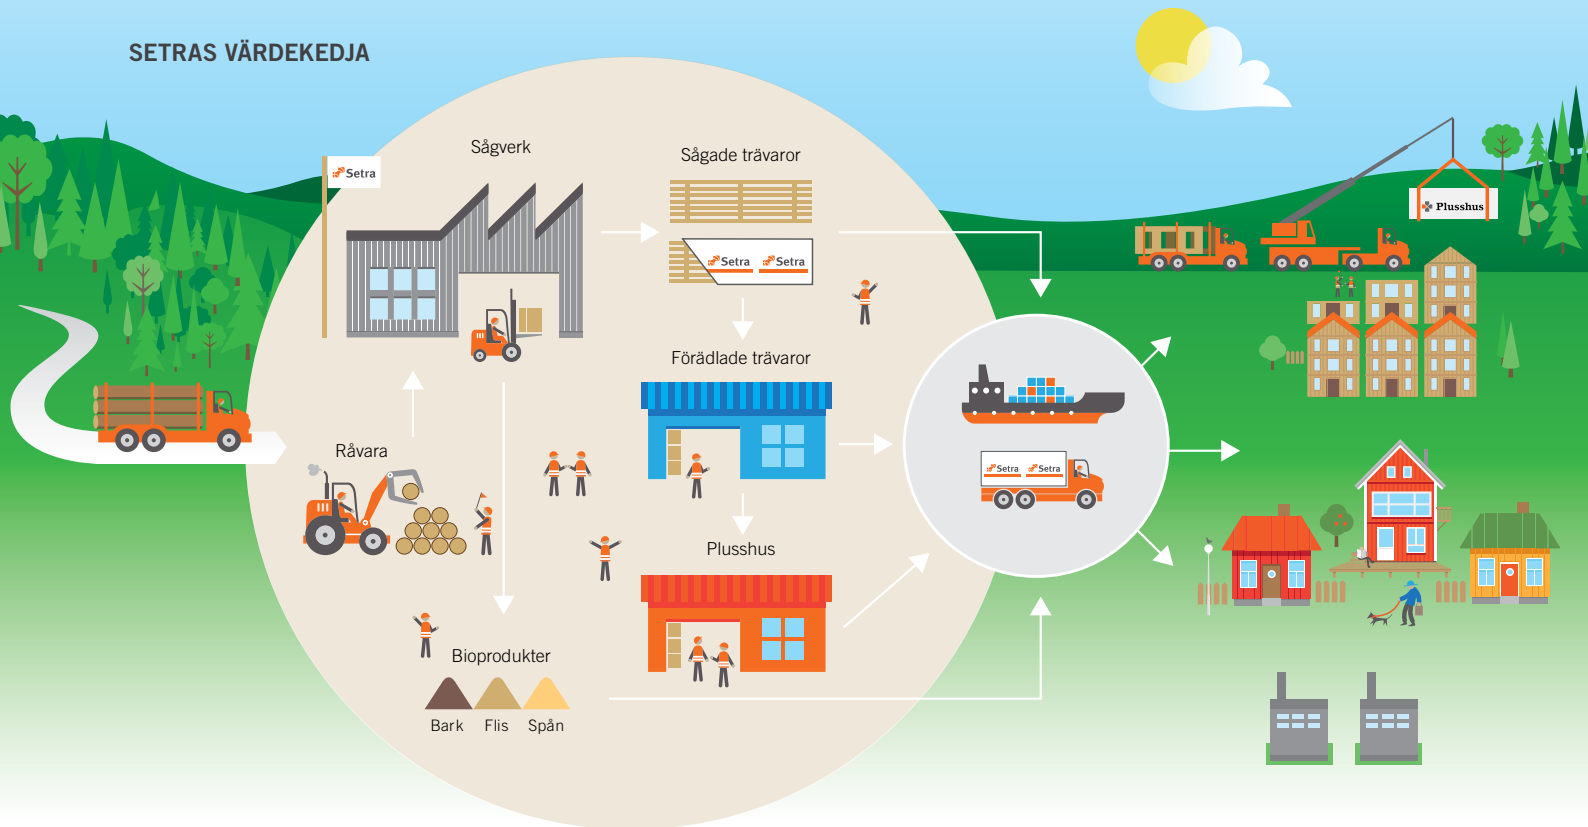 SETRAS VÄRDEKEDJA
Sågverk
Setra
Sågade trävaror
Setra Setra
Förädlade trävaror
Råvara
Plusshus
Bioprodukter
Bark Flis Spån
Setra Setra
Plusshus